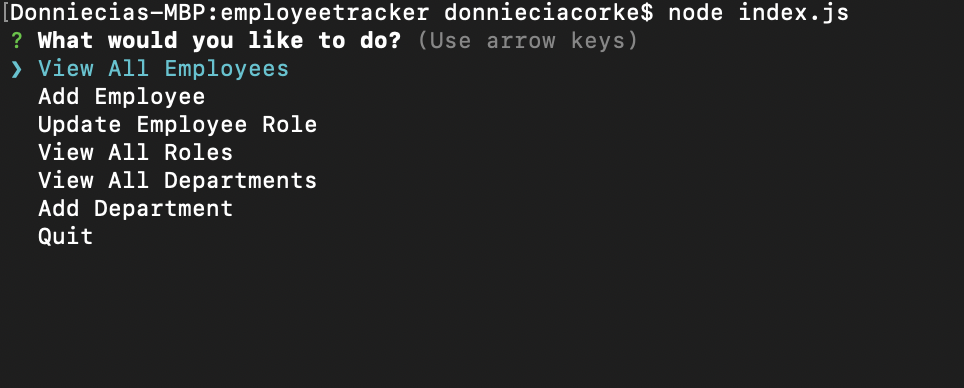 [Donniecias-MBP:employeetracker donnieciacorke$ node index.js
? What would you like to do? (Use arrow keys)
❯ View All Employees
Add Employee
Update Employee Role
View All Roles
View All Departments
Add Department
Quit